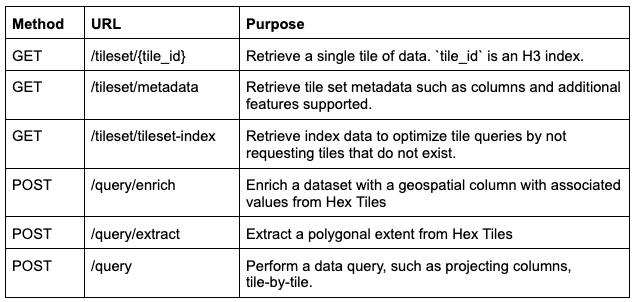 Method URL Purpose
GET /tileset/{tile_id} Retrieve a single tile of data. `tile_id` is an H3 index.
GET /tileset/metadata Retrieve tile set metadata such as columns and additional
features supported.
GET /tileset/tileset-index Retrieve index data to optimize tile queries by not
requesting tiles that do not exist.
POST /query/enrich Enrich a dataset with a geospatial column with associated
values from Hex Tiles
POST /query/extract Extract a polygonal extent from Hex Tiles
POST /query Perform a data query, such as projecting columns,
tile-by-tile.